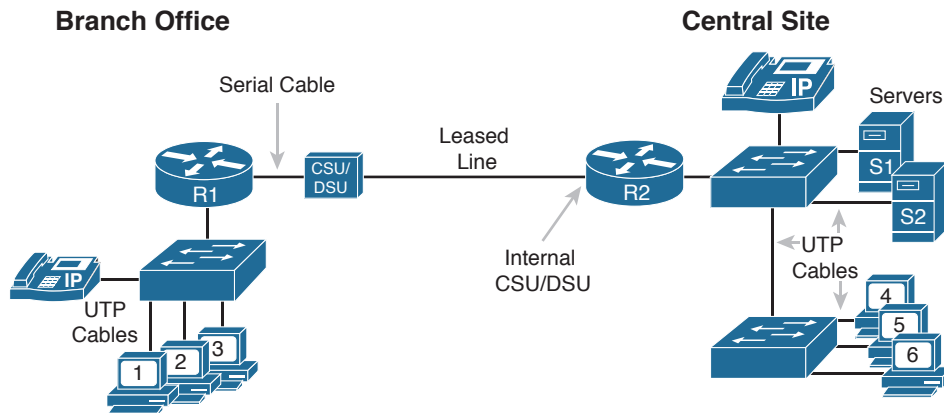 Branch Office
Central Site
Serial Cable
IP
Servers
Leased
Line
CSU/
DSU
R1
R2
S1
S2
Internal
CSU/DSU
UTP
Cables
IP
UTP
Cables
1
2
3
4
5
6